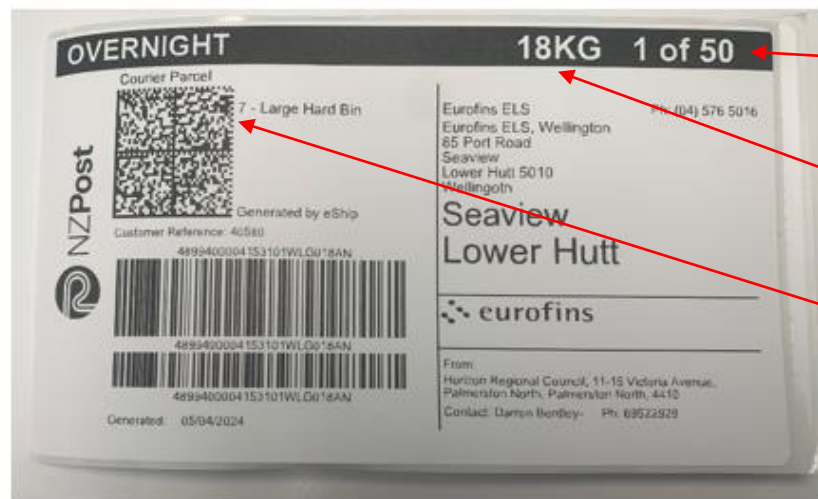 OVERNIGHT 18KG 1 of 50
Courier Parcel
7 - Large Hard Bin
Generated by eShip
NZPost
Customer Reference: 40580
4899400004153101WLG018AN
4899400004153101WLG018AN
4899400004153101WLG018AN
Generated: 05/04/2024
Eurofins ELS Ph: (04) 576 5016
Eurofins ELS, Wellington
85 Port Road
Seaview
Lower Hutt 5010
Wellingotn
Seaview
Lower Hutt
eurofins
From
Horizon Regional Council, 11-15 Victoria Avenue,
Palmerston North, Palmerston North, 4410
Contact: Darren Bentley- Ph: 69522929